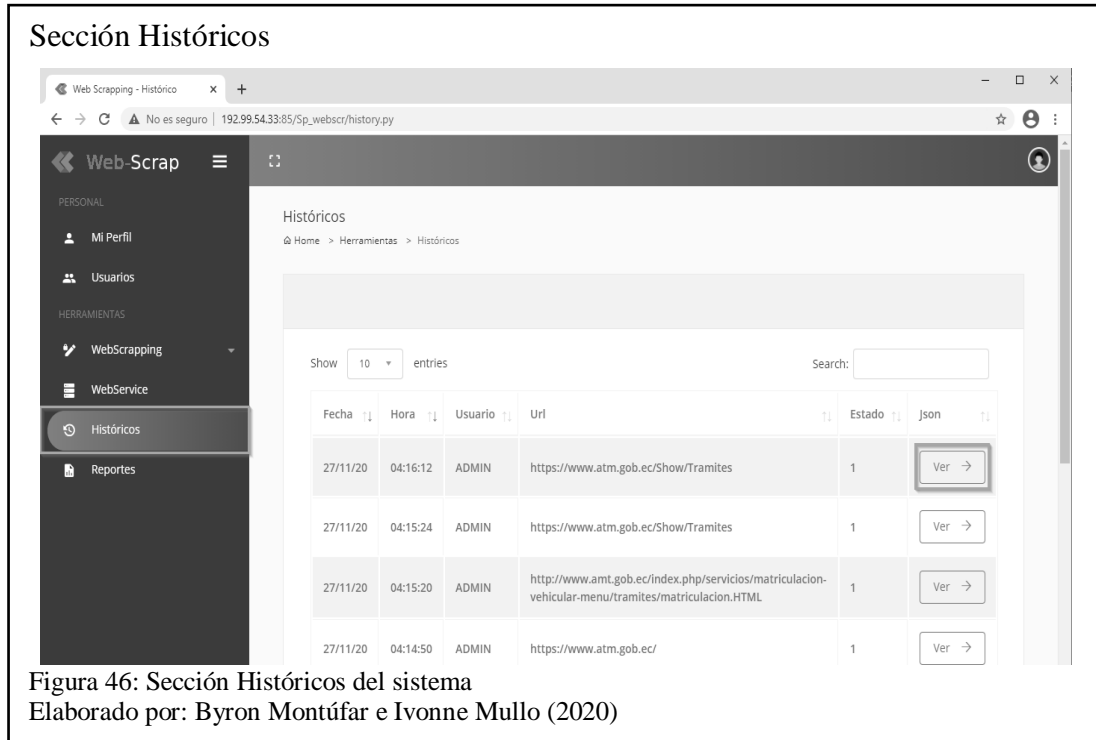 Sección Históricos
Web Scrapping - Histórico
No es seguro | 192.99.54.33:85/Sp_webscr/history.py
Web-Scrap
PERSONAL
Mi Perfil
Usuarios
HERRAMIENTAS
WebScrapping
WebService
Históricos
Reportes
Históricos
Home > Herramientas > Históricos
Show 10 entries Search:
Fecha Hora Usuario Url Estado Json
27/11/20 04:16:12 ADMIN https://www.atm.gob.ec/Show/Tramites 1 Ver →
27/11/20 04:15:24 ADMIN https://www.atm.gob.ec/Show/Tramites 1 Ver →
27/11/20 04:15:20 ADMIN http://www.amt.gob.ec/index.php/servicios/matriculacion-
vehicular-menu/tramites/matriculacion.HTML 1 Ver →
27/11/20 04:14:50 ADMIN https://www.atm.gob.ec/ 1 Ver →
Figura 46: Sección Históricos del sistema
Elaborado por: Byron Montúfar e Ivonne Mullo (2020)